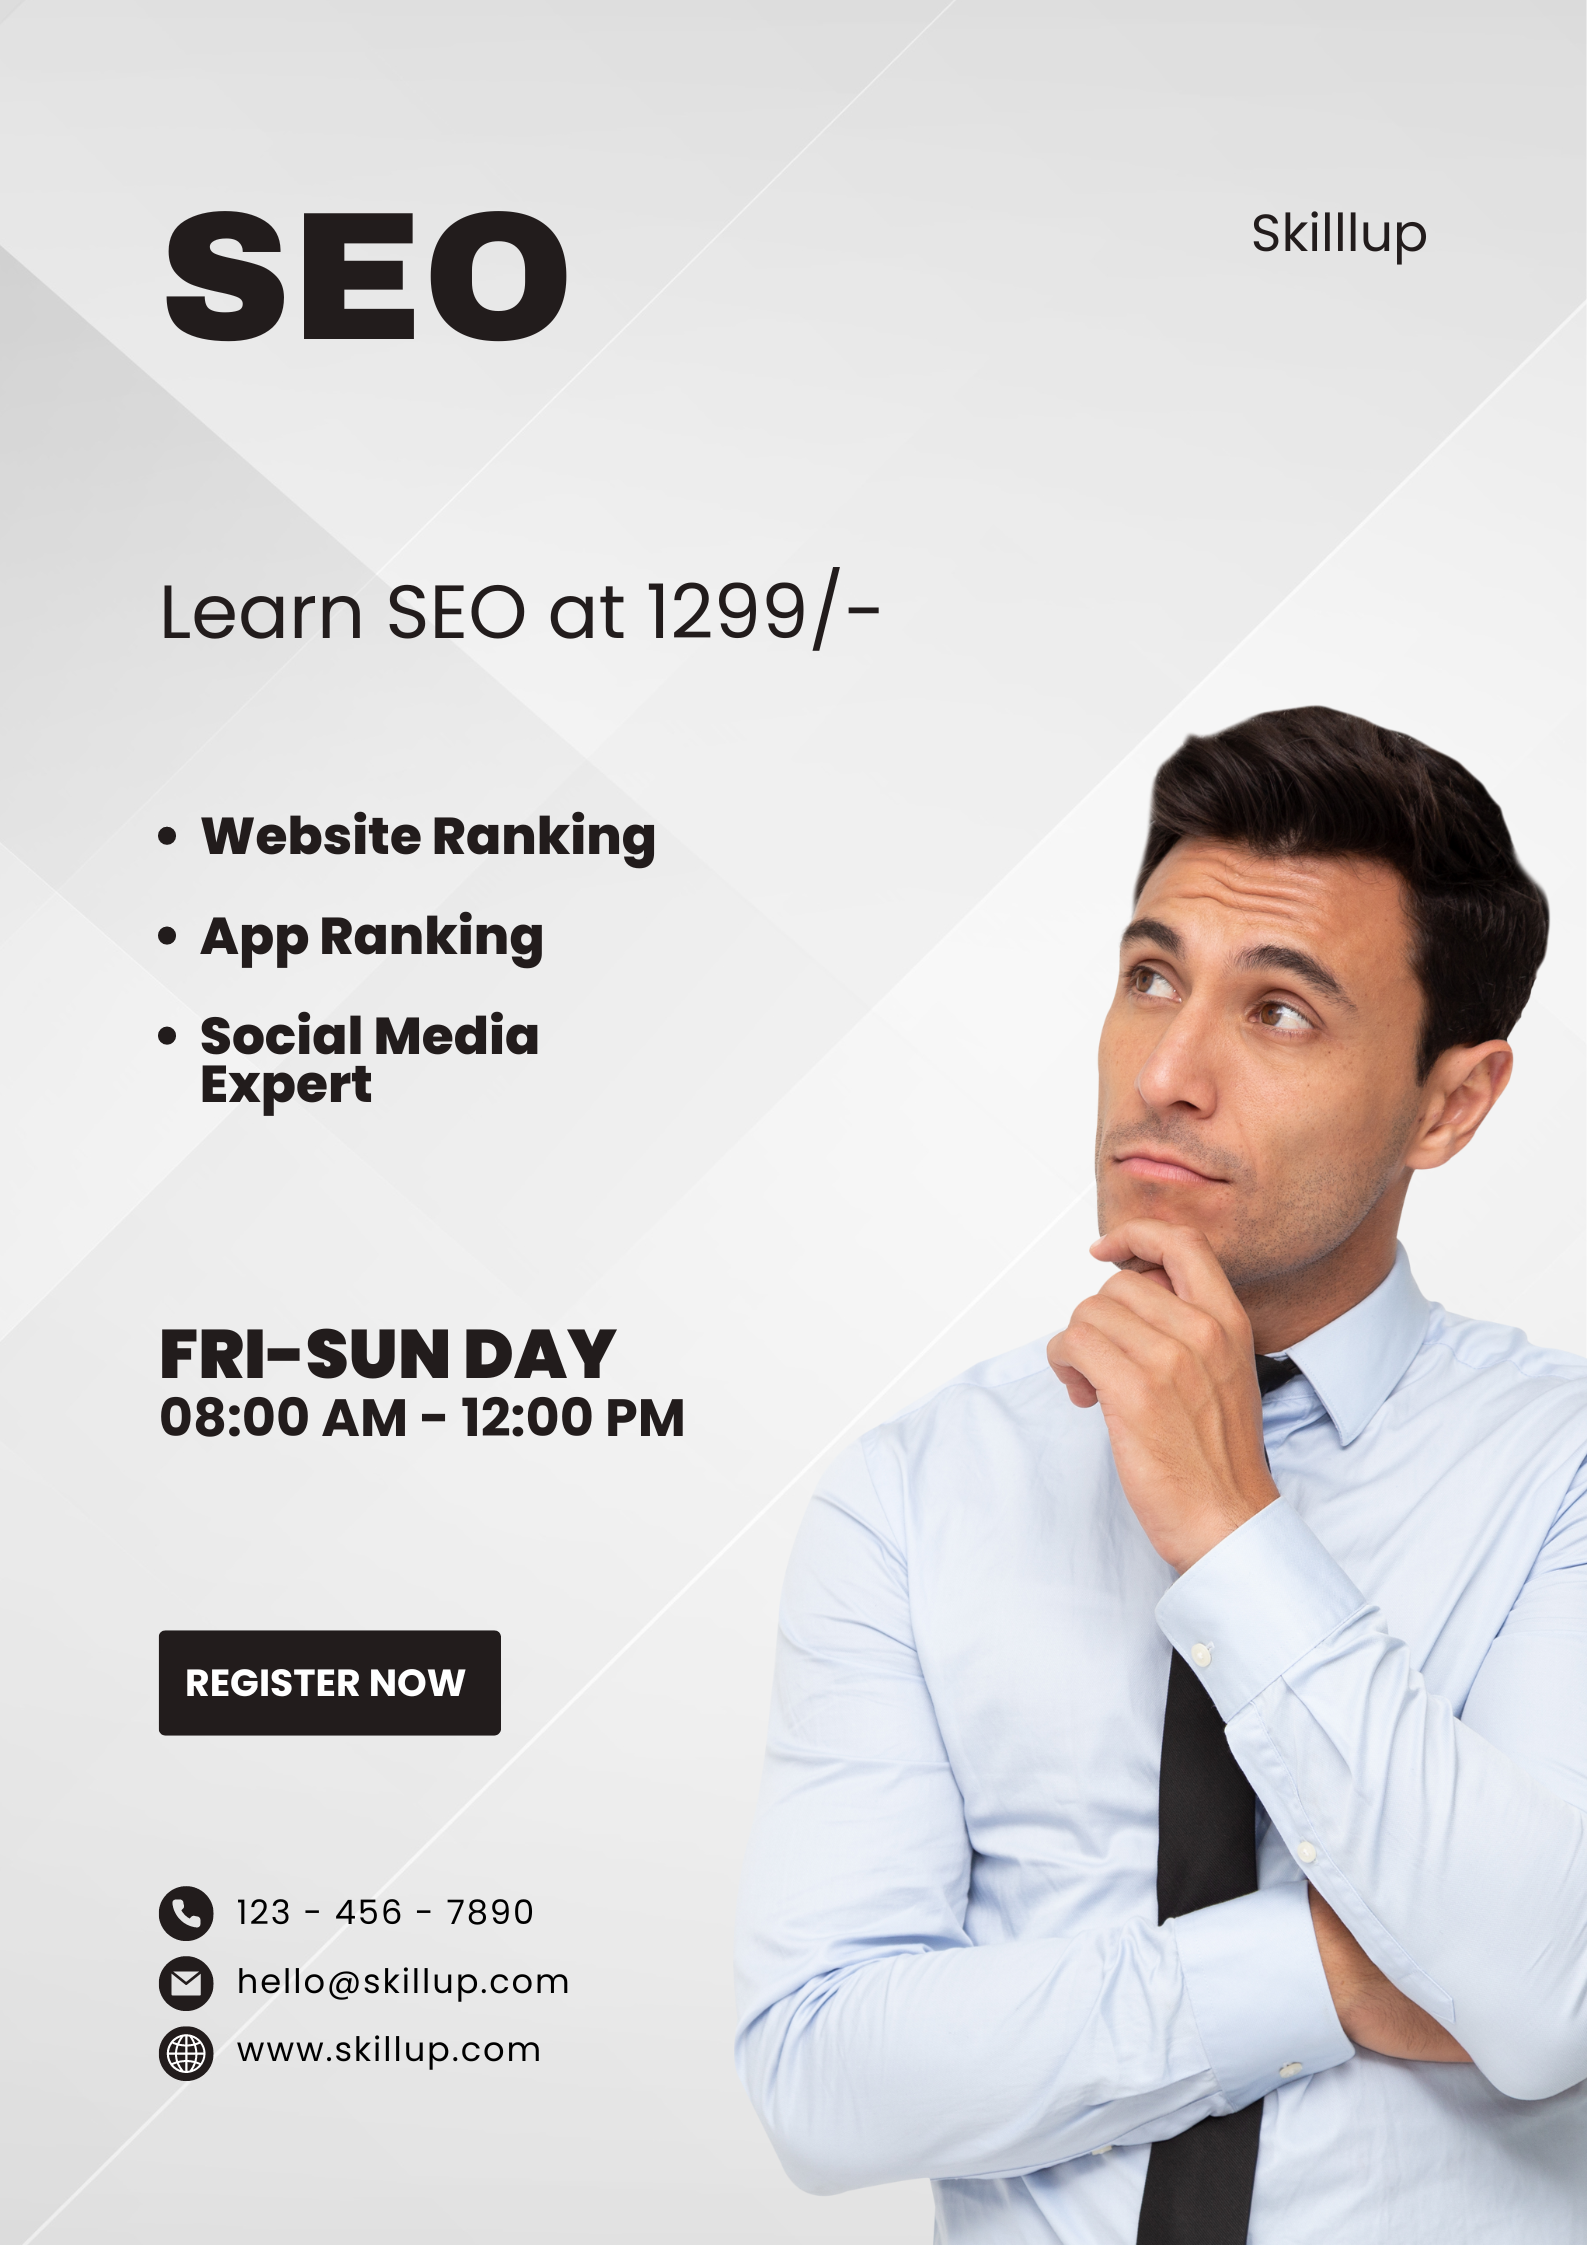 SEO
Skilllup
Learn SEO at 1299/-
• Website Ranking
• App Ranking
• Social Media
Expert
FRI-SUN DAY
08:00 AM - 12:00 PM
REGISTER NOW
123 - 456 - 7890
hello@skillup.com
www.skillup.com